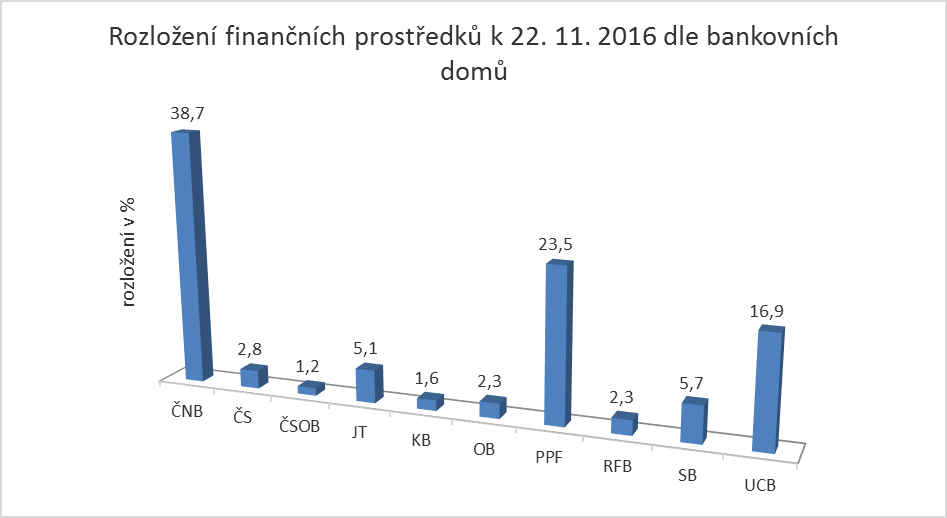 Rozložení finančních prostředků k 22. 11. 2016 dle bankovních
domů
rozložení v %
38,7
2,8
1,2
5,1
1,6
2,3
23,5
2,3
5,7
16,9
ČNB
ČS
ČSOB
JT
KB
OB
PPF
RFB
SB
UCB